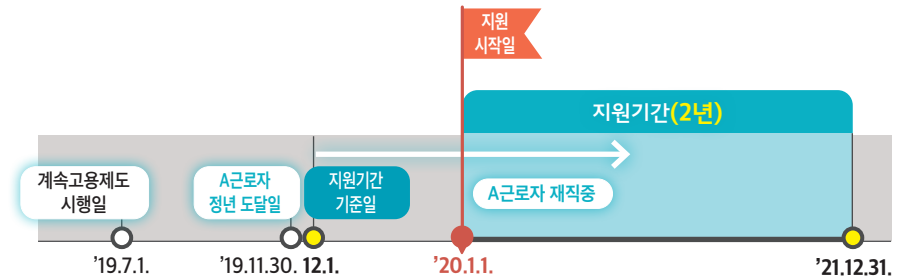 지원
시작일
지원기간(2년)
계속고용제도
시행일
A근로자
정년 도달일
지원기간
기준일
A근로자 재직중
’19.7.1.
’19.11.30.
12.1.
’20.1.1.
’21.12.31.